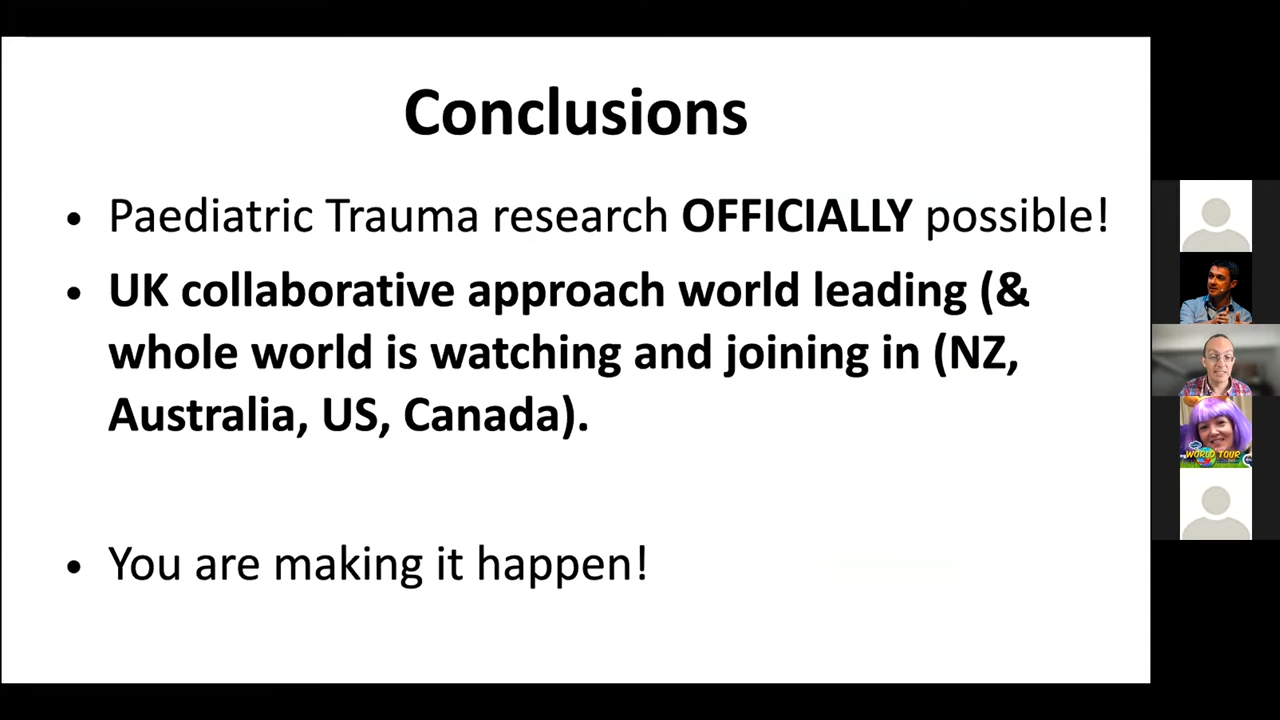 Conclusions
• Paediatric Trauma research OFFICIALLY possible!
• UK collaborative approach world leading (&
whole world is watching and joining in (NZ,
Australia, US, Canada).
• You are making it happen!
WORLD TOUR